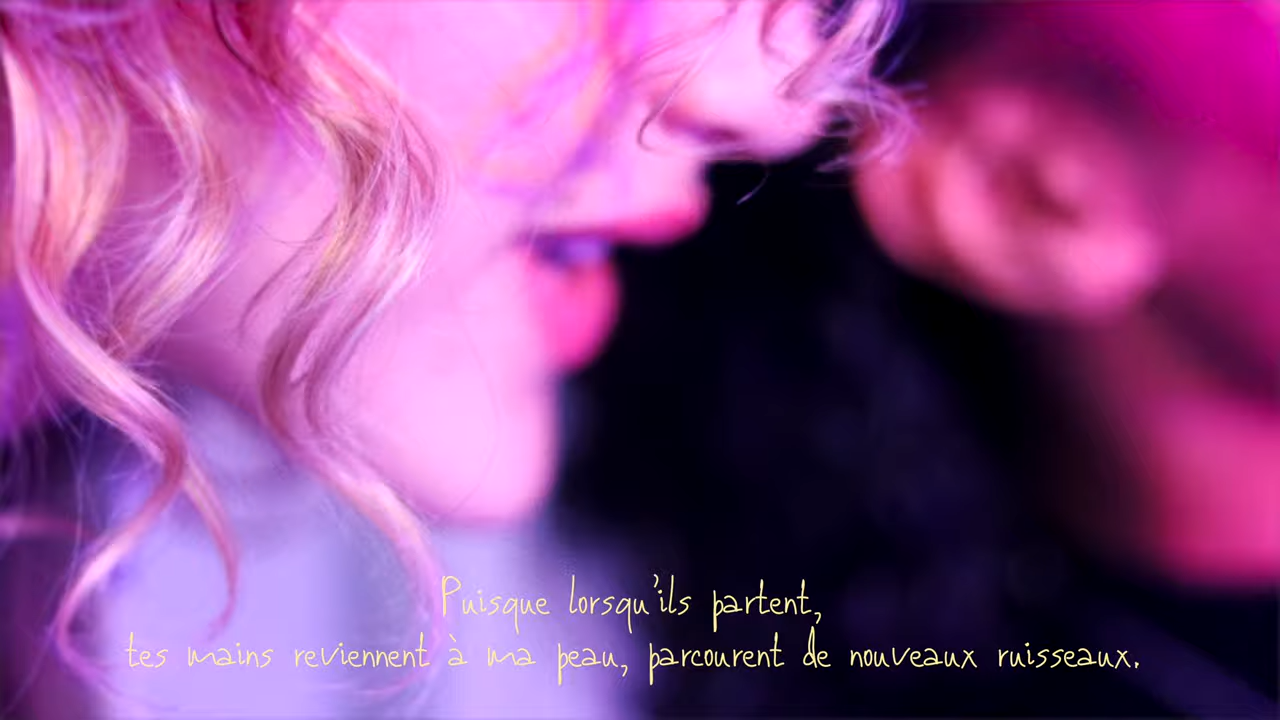 Puisque lorsqu'ils partent,
tes mains reviennent à ma peau, parcourent de nouveaux ruisseaux.